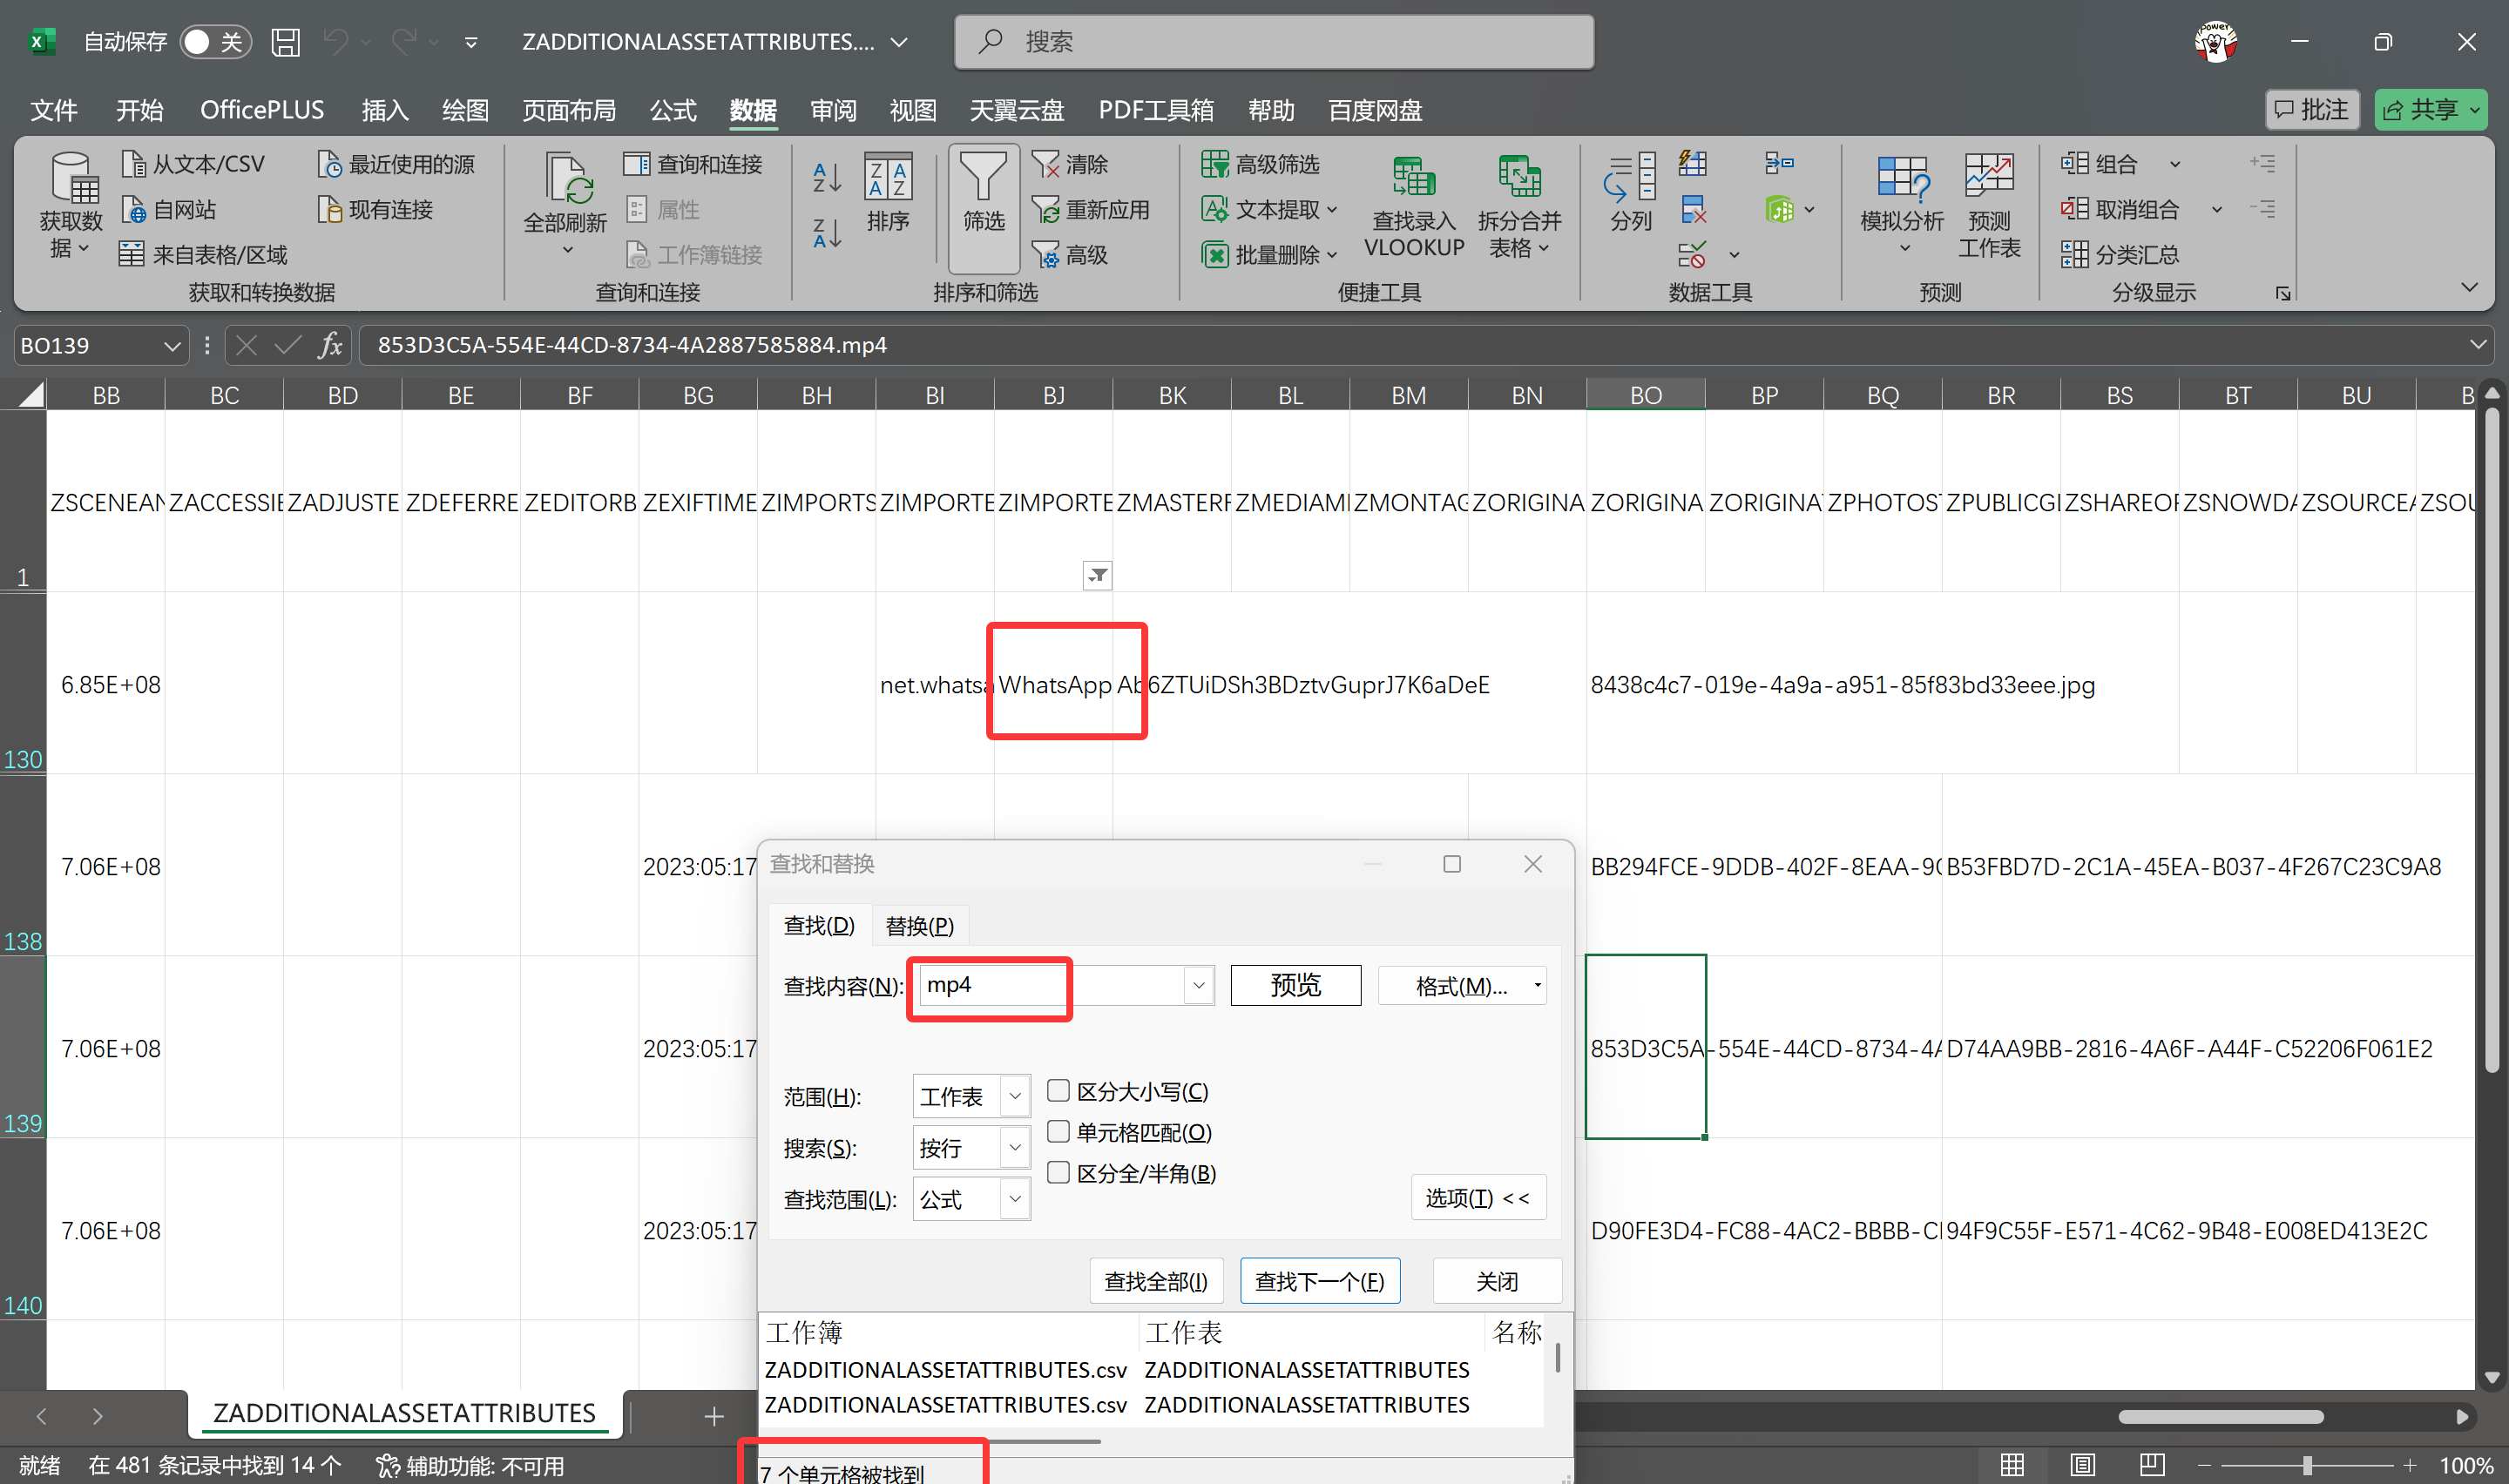 自动保存 关 ZADDITIONALASSETATTRIBUTES.... 搜索
文件 开始 OfficePLUS 插入 绘图 页面布局 公式 数据 审阅 视图 天翼云盘 PDF工具箱 帮助 百度网盘 批注 共享
获取数据
从文本/CSV
自网站
来自表格/区域
最近使用的源
现有连接
获取和转换数据
全部刷新
查询和连接
属性
工作簿链接
查询和连接
排序
筛选
清除
重新应用
高级
排序和筛选
高级筛选
文本提取
批量删除
查找录入
VLOOKUP
拆分合并
表格
便捷工具
分列
数据工具
模拟分析
预测
工作表
预测
组合
取消组合
分类汇总
分级显示
BO139 fx 853D3C5A-554E-44CD-8734-4A2887585884.mp4
BB BC BD BE BF BG BH BI BJ BK BL BM BN BO BP BQ BR BS BT BU B
1 ZSCENEAN ZACCESSIE ZADJUSTE ZDEFERRE ZEDITORB ZEXIFTIME ZIMPORTS ZIMPORTE ZIMPORTE ZMASTERF ZMEDIAM ZMONTAG ZORIGINA ZORIGINA ZORIGINA ZPHOTOST ZPUBLICGI ZSHAREOF ZSNOWDA ZSOURCEA ZSOU
130 6.85E+08 net.whatsa WhatsApp Ab6ZTUiDSh3BDztvGuprJ7K6aDeE 8438c4c7-019e-4a9a-a951-85f83bd33eee.jpg
138 7.06E+08 2023:05:17 BB294FCE-9DDB-402F-8EAA-9 B53FBD7D-2C1A-45EA-B037-4F267C23C9A8
139 7.06E+08 2023:05:17 853D3C5A-554E-44CD-8734-4A D74AA9BB-2816-4A6F-A44F-C52206F061E2
140 7.06E+08 2023:05:17 D90FE3D4-FC88-4AC2-BBBB-C 94F9C55F-E571-4C62-9B48-E008ED413E2C
查找和替换
查找(D) 替换(P)
查找内容(N): mp4 预览 格式(M)...
范围(H): 工作表 区分大小写(C)
搜索(S): 按行 单元格匹配(O)
查找范围(L): 公式 区分全/半角(B)
选项(T) <<
查找全部(I) 查找下一个(F) 关闭
工作簿 工作表 名称
ZADDITIONALASSETATTRIBUTES.csv ZADDITIONALASSETATTRIBUTES
ZADDITIONALASSETATTRIBUTES.csv ZADDITIONALASSETATTRIBUTES
7 个单元格被找到
ZADDITIONALASSETATTRIBUTES
就绪 在 481 条记录中找到 14 个 辅助功能: 不可用 100%